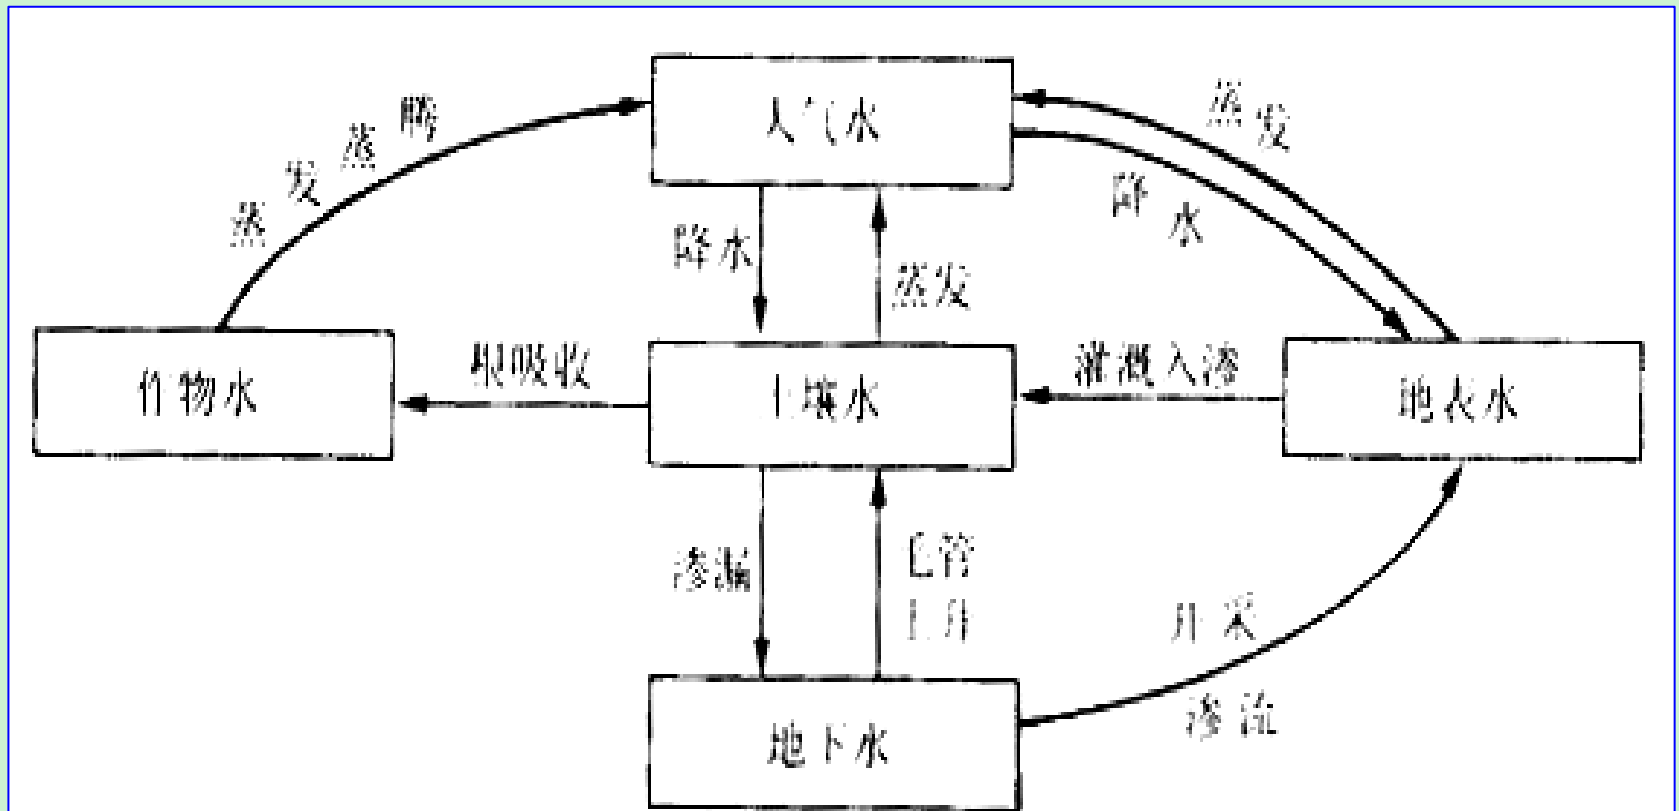 大气水
蒸发蒸腾
蒸发
降水
降水
蒸发
作物水
根吸收
土壤水
灌溉入渗
地表水
渗漏
毛管
上升
开采
渗流
地下水